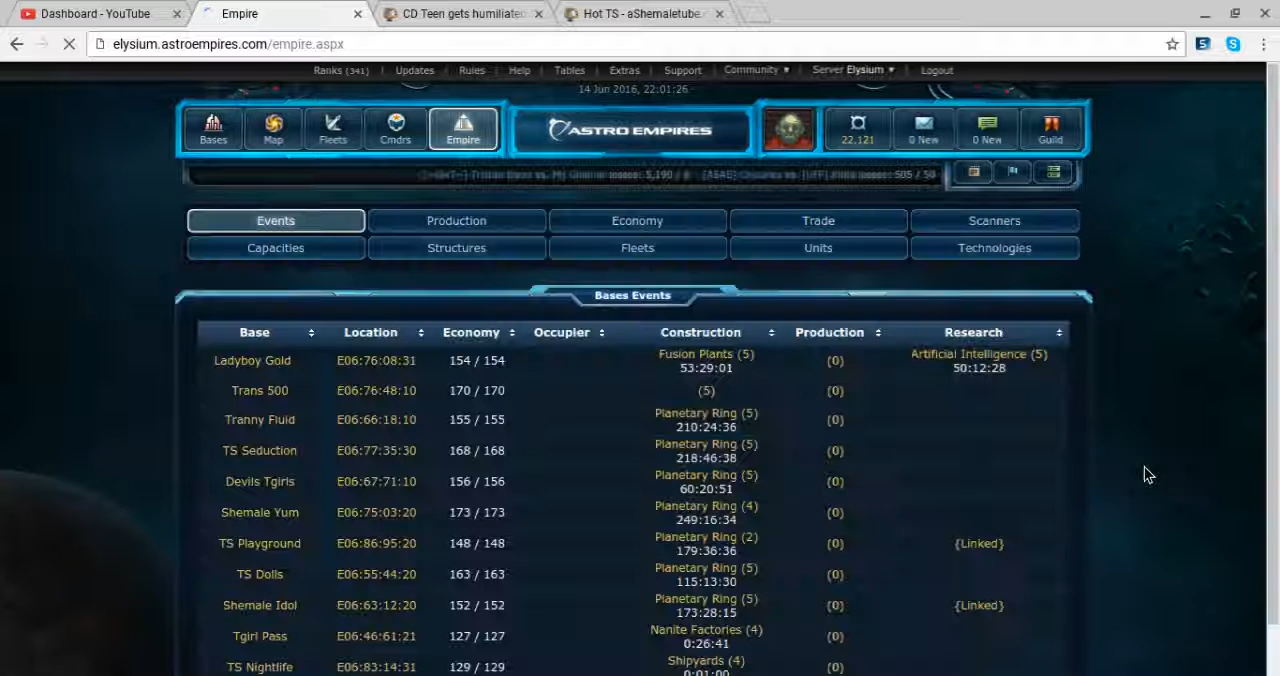 Dashboard - YouTube
Empire
CD Teen gets humiliated
Hot TS - aShemaletube.
elysium.astroempires.com/empire.aspx
Ranks (341) | Updates | Rules | Help | Tables | Extras | Support | Community ▾ | Server Elysium ▾ | Logout
14 Jun 2016, 22:01:26
Bases Map Fleets Cmdrs Empire ASTRO EMPIRES 22,121 0 New 0 New Guild
Events Production Economy Trade Scanners
Capacities Structures Fleets Units Technologies
Bases Events
Base Location Economy Occupier Construction Production Research
Ladyboy Gold E06:76:08:31 154 / 154 Fusion Plants (5) 53:29:01 (0) Artificial Intelligence (5) 50:12:28
Trans 500 E06:76:48:10 170 / 170 (5) (0)
Tranny Fluid E06:66:18:10 155 / 155 Planetary Ring (5) 210:24:36 (0)
TS Seduction E06:77:35:30 168 / 168 Planetary Ring (5) 218:46:38 (0)
Devils Tgirls E06:67:71:10 156 / 156 Planetary Ring (5) 60:20:51 (0)
Shemale Yum E06:75:03:20 173 / 173 Planetary Ring (4) 249:16:34 (0)
TS Playground E06:86:95:20 148 / 148 Planetary Ring (2) 179:36:36 (0) {Linked}
TS Dolls E06:55:44:20 163 / 163 Planetary Ring (5) 115:13:30 (0)
Shemale Idol E06:63:12:20 152 / 152 Planetary Ring (5) 173:28:15 (0) {Linked}
Tgirl Pass E06:46:61:21 127 / 127 Nanite Factories (4) 0:26:41 (0)
TS Nightlife E06:83:14:31 129 / 129 Shipyards (4) 0:01:00 (0)